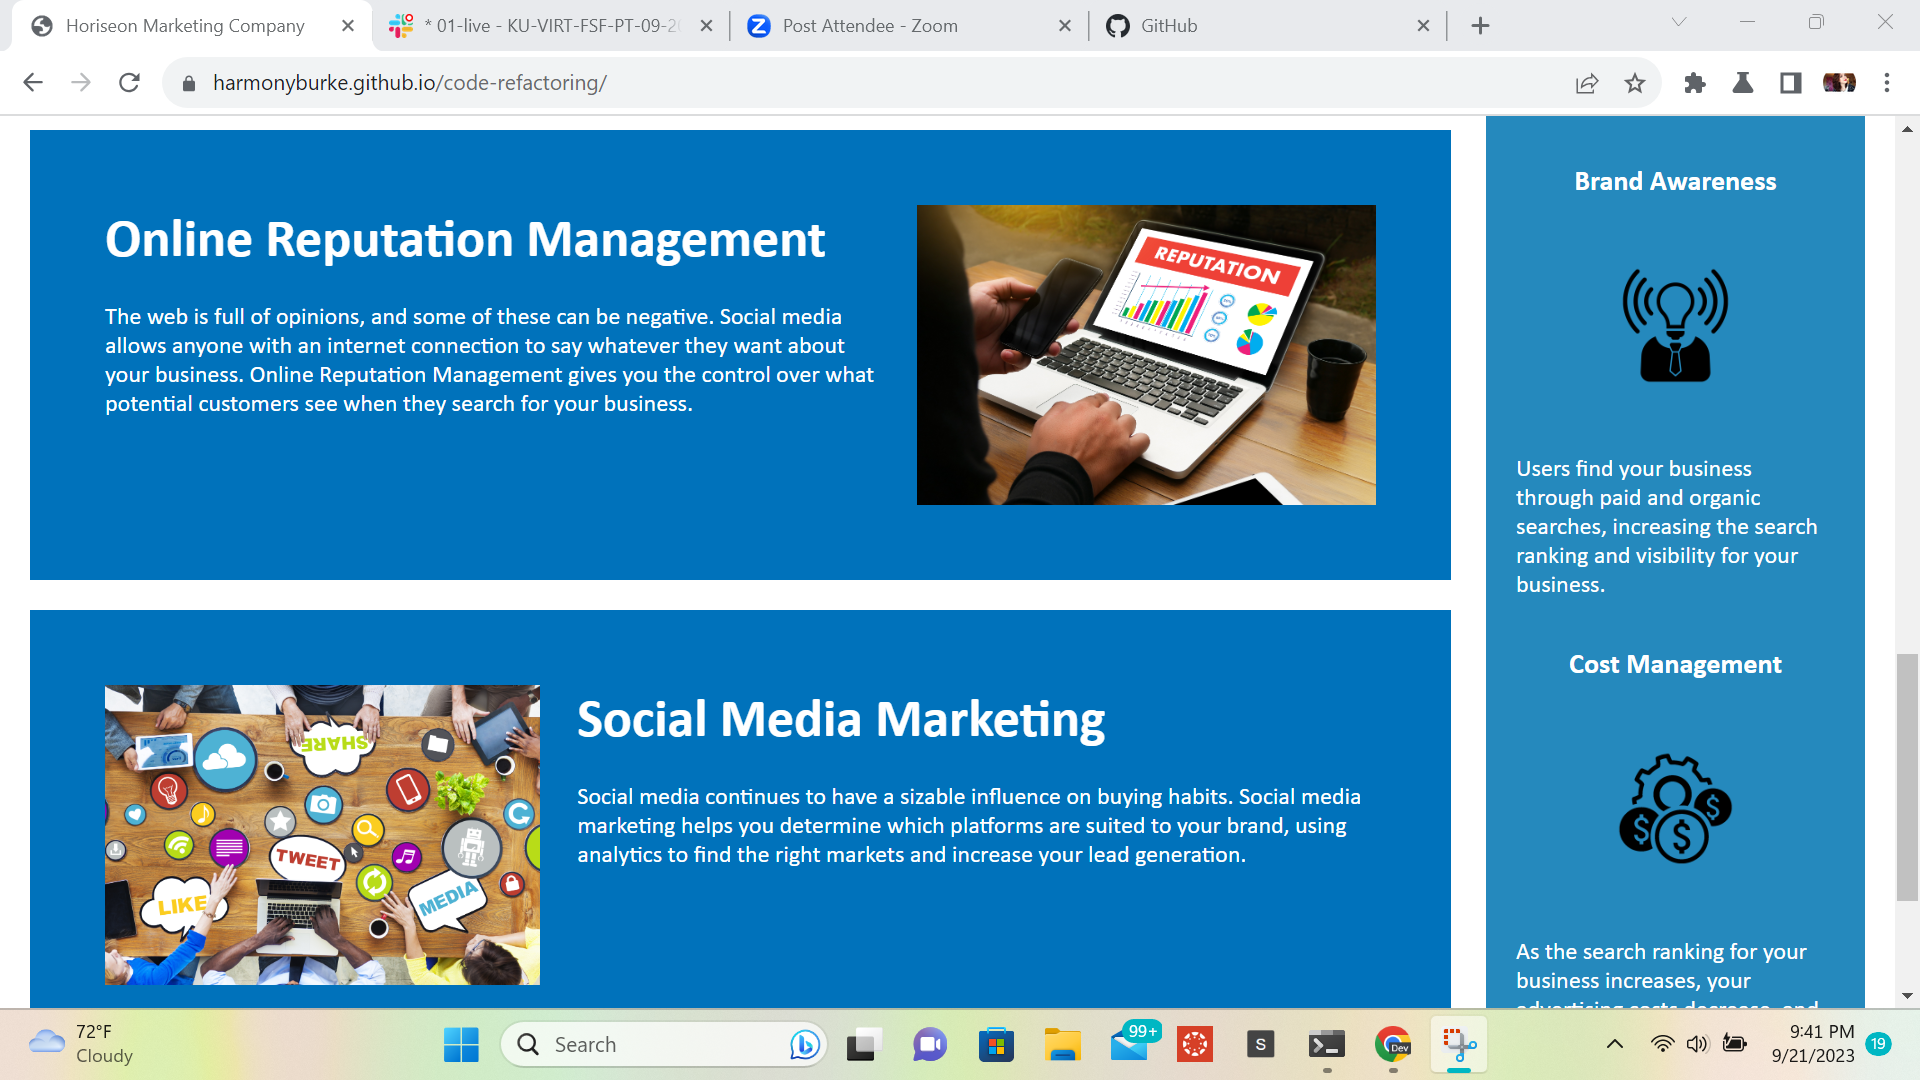 Horiseon Marketing Company
* 01-live - KU-VIRT-FSF-PT-09-20
Post Attendee - Zoom
GitHub
harmonyburke.github.io/code-refactoring/
Online Reputation Management
The web is full of opinions, and some of these can be negative. Social media
allows anyone with an internet connection to say whatever they want about
your business. Online Reputation Management gives you the control over what
potential customers see when they search for your business.
REPUTATION
Social Media Marketing
Social media continues to have a sizable influence on buying habits. Social media
marketing helps you determine which platforms are suited to your brand, using
analytics to find the right markets and increase your lead generation.
SHARE
TWEET
LIKE
MEDIA
Brand Awareness
Users find your business
through paid and organic
searches, increasing the search
ranking and visibility for your
business.
Cost Management
$
$
$
As the search ranking for your
business increases, your
advertising costs decrease, and
72°F
Cloudy
Search
99+
S
Dev
9:41 PM
9/21/2023
19